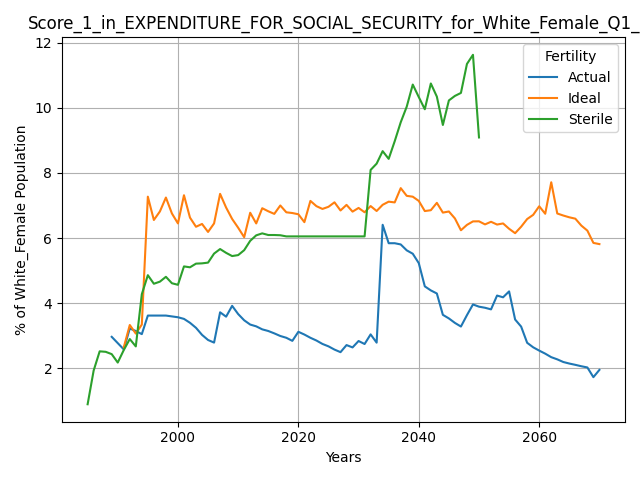 Score_1_in_EXPENDITURE_FOR_SOCIAL_SECURITY_for_White_Female_Q1_
12
10
8
6
4
2
% of White_Female Population
Fertility
Actual
Ideal
Sterile
2000
2020
2040
2060
Years